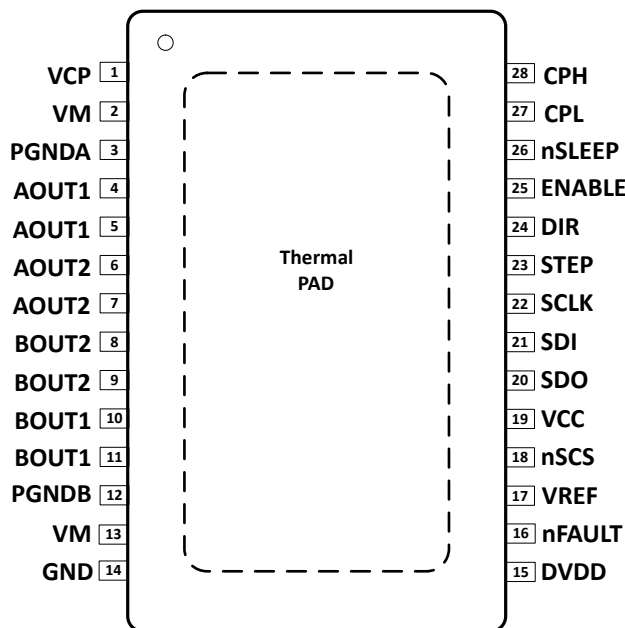 VCP 1 28 CPH
VM 2 27 CPL
PGNDA 3 26 nSLEEP
AOUT1 4 25 ENABLE
AOUT1 5 24 DIR
AOUT2 6 23 STEP
Thermal
PAD
AOUT2 7 22 SCLK
BOUT2 8 21 SDI
BOUT2 9 20 SDO
BOUT1 10 19 VCC
BOUT1 11 18 nSCS
PGNDB 12 17 VREF
VM 13 16 nFAULT
GND 14 15 DVDD